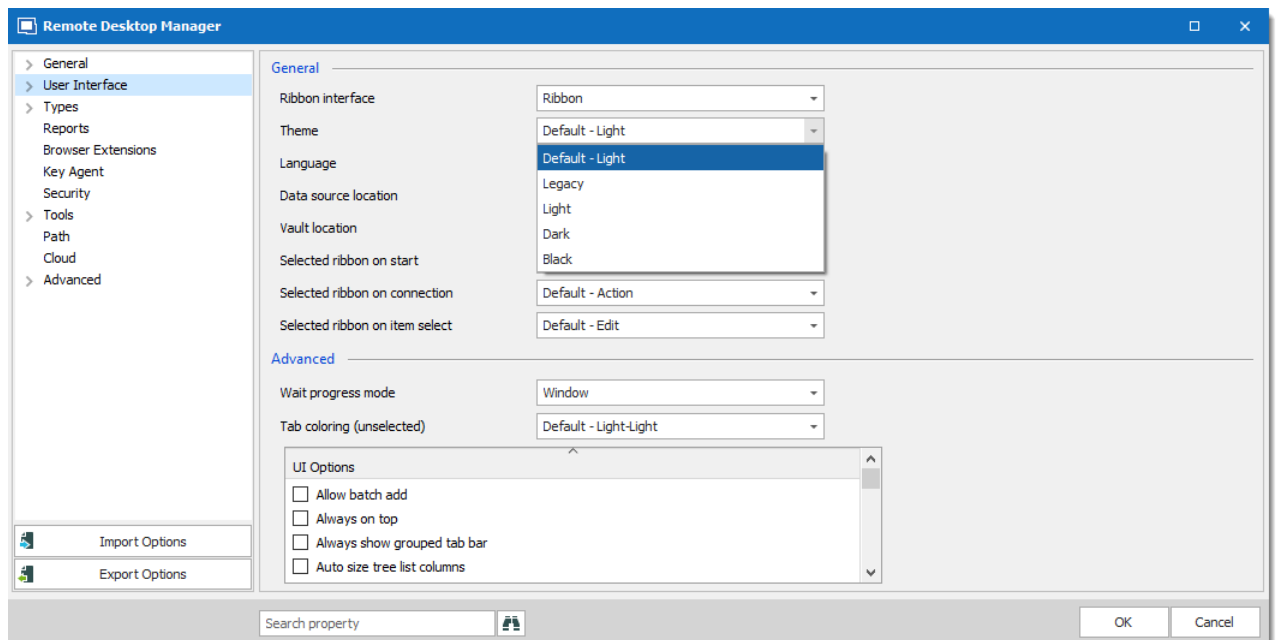 Remote Desktop Manager
General
User Interface
Types
Reports
Browser Extensions
Key Agent
Security
Tools
Path
Cloud
Advanced
Import Options
Export Options
General
Ribbon interface Ribbon
Theme Default - Light
Language
Data source location
Vault location
Selected ribbon on start
Default - Light
Legacy
Light
Dark
Black
Selected ribbon on connection Default - Action
Selected ribbon on item select Default - Edit
Advanced
Wait progress mode Window
Tab coloring (unselected) Default - Light-Light
UI Options
Allow batch add
Always on top
Always show grouped tab bar
Auto size tree list columns
Search property
OK Cancel